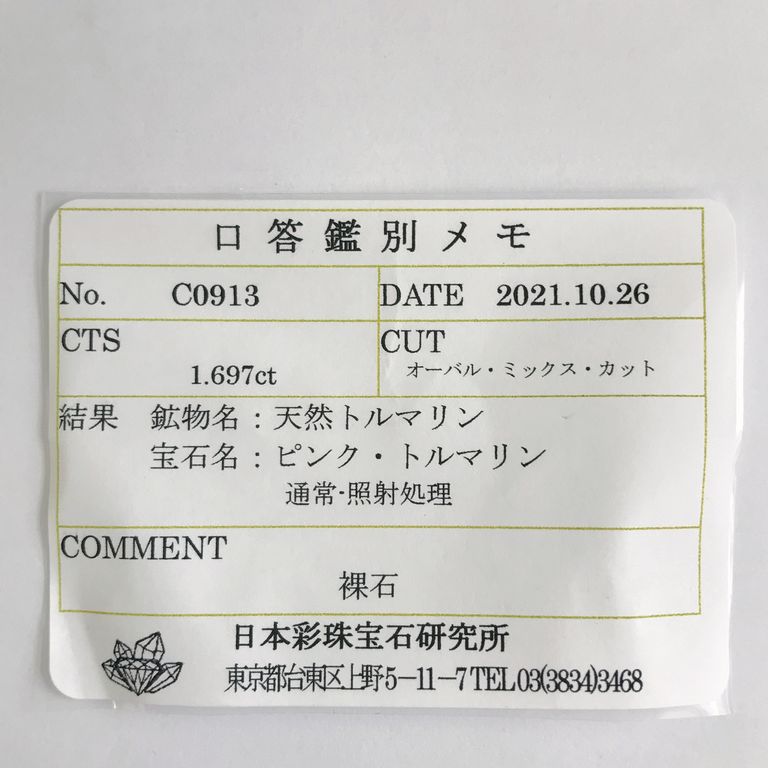 口答鑑別メモ
No. C0913
DATE 2021.10.26
CTS
1.697ct
CUT
オーバル・ミックス・カット
結果 鉱物名：天然トルマリン
宝石名：ピンク・トルマリン
通常-照射処理
COMMENT
裸石
日本彩珠宝石研究所
東京都台東区上野5－11－7 TEL03(3834)3468